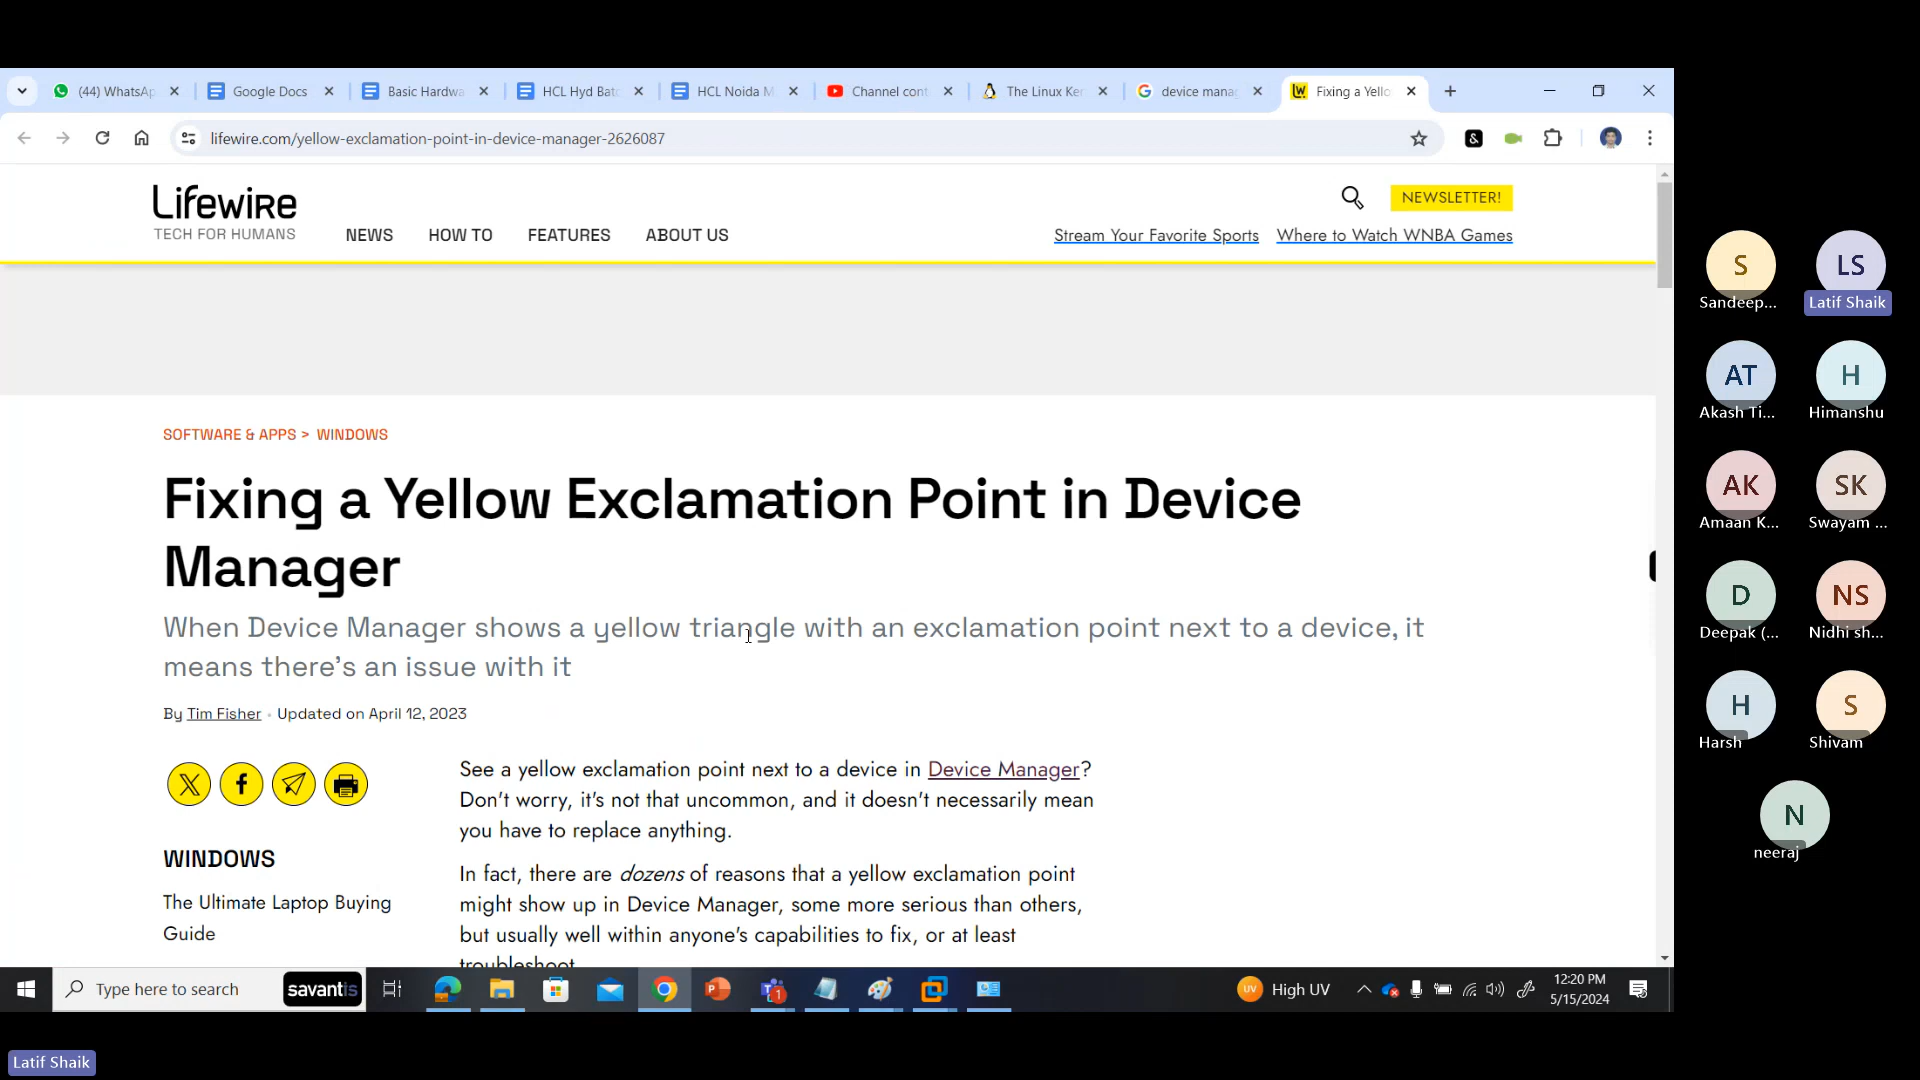 (44) WhatsAp
Google Docs
Basic Hardwa
HCL Hyd Bat
HCL Noida M
Channel cont
The Linux Ker
device manag
Fixing a Yello
lifewire.com/yellow-exclamation-point-in-device-manager-2626087
Lifewire
TECH FOR HUMANS
NEWS
HOW TO
FEATURES
ABOUT US
NEWSLETTER!
Stream Your Favorite Sports
Where to Watch WNBA Games
SOFTWARE & APPS > WINDOWS
Fixing a Yellow Exclamation Point in Device
Manager
When Device Manager shows a yellow triangle with an exclamation point next to a device, it
means there's an issue with it
By Tim Fisher • Updated on April 12, 2023
See a yellow exclamation point next to a device in Device Manager?
Don't worry, it's not that uncommon, and it doesn't necessarily mean
you have to replace anything.
In fact, there are dozens of reasons that a yellow exclamation point
might show up in Device Manager, some more serious than others,
but usually well within anyone's capabilities to fix, or at least
troubleshoot.
WINDOWS
The Ultimate Laptop Buying
Guide
Type here to search
savantis
UV
High UV
12:20 PM
5/15/2024
S
Sandeep...
LS
Latif Shaik
AT
Akash Ti...
H
Himanshu
AK
Amaan K...
SK
Swayam ...
D
Deepak (...
NS
Nidhi sh...
H
Harsh
S
Shivam
N
neeraj
Latif Shaik